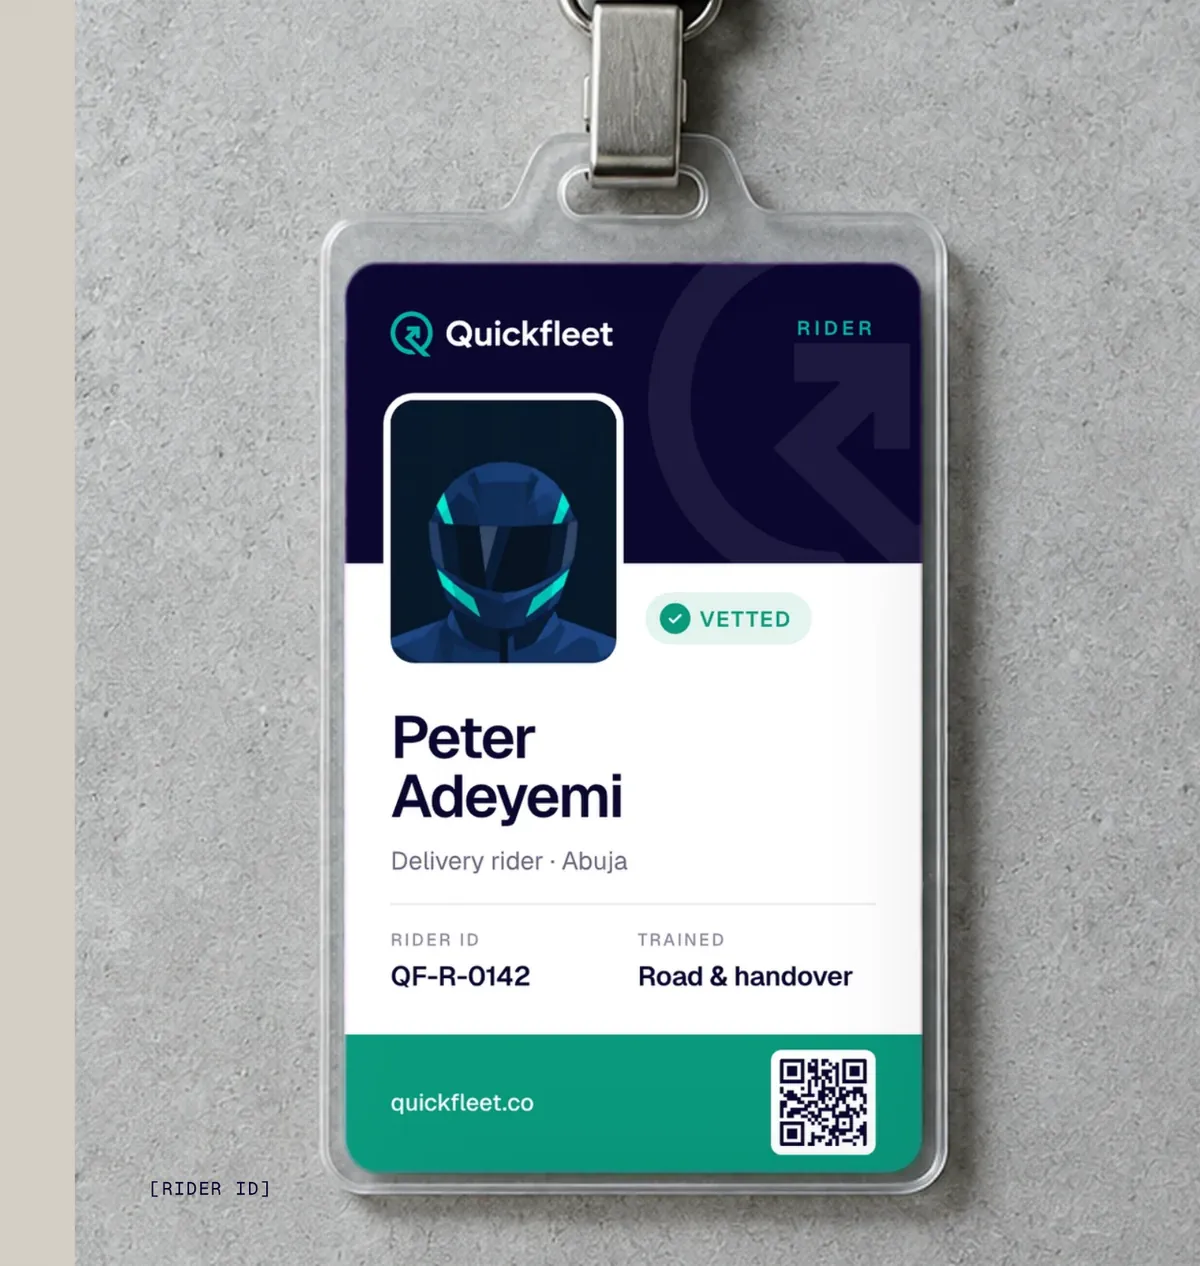 Quickfleet
RIDER
VETTED
Peter
Adeyemi
Delivery rider · Abuja
RIDER ID
TRAINED
QF-R-0142
Road & handover
quickfleet.co
[RIDER ID]